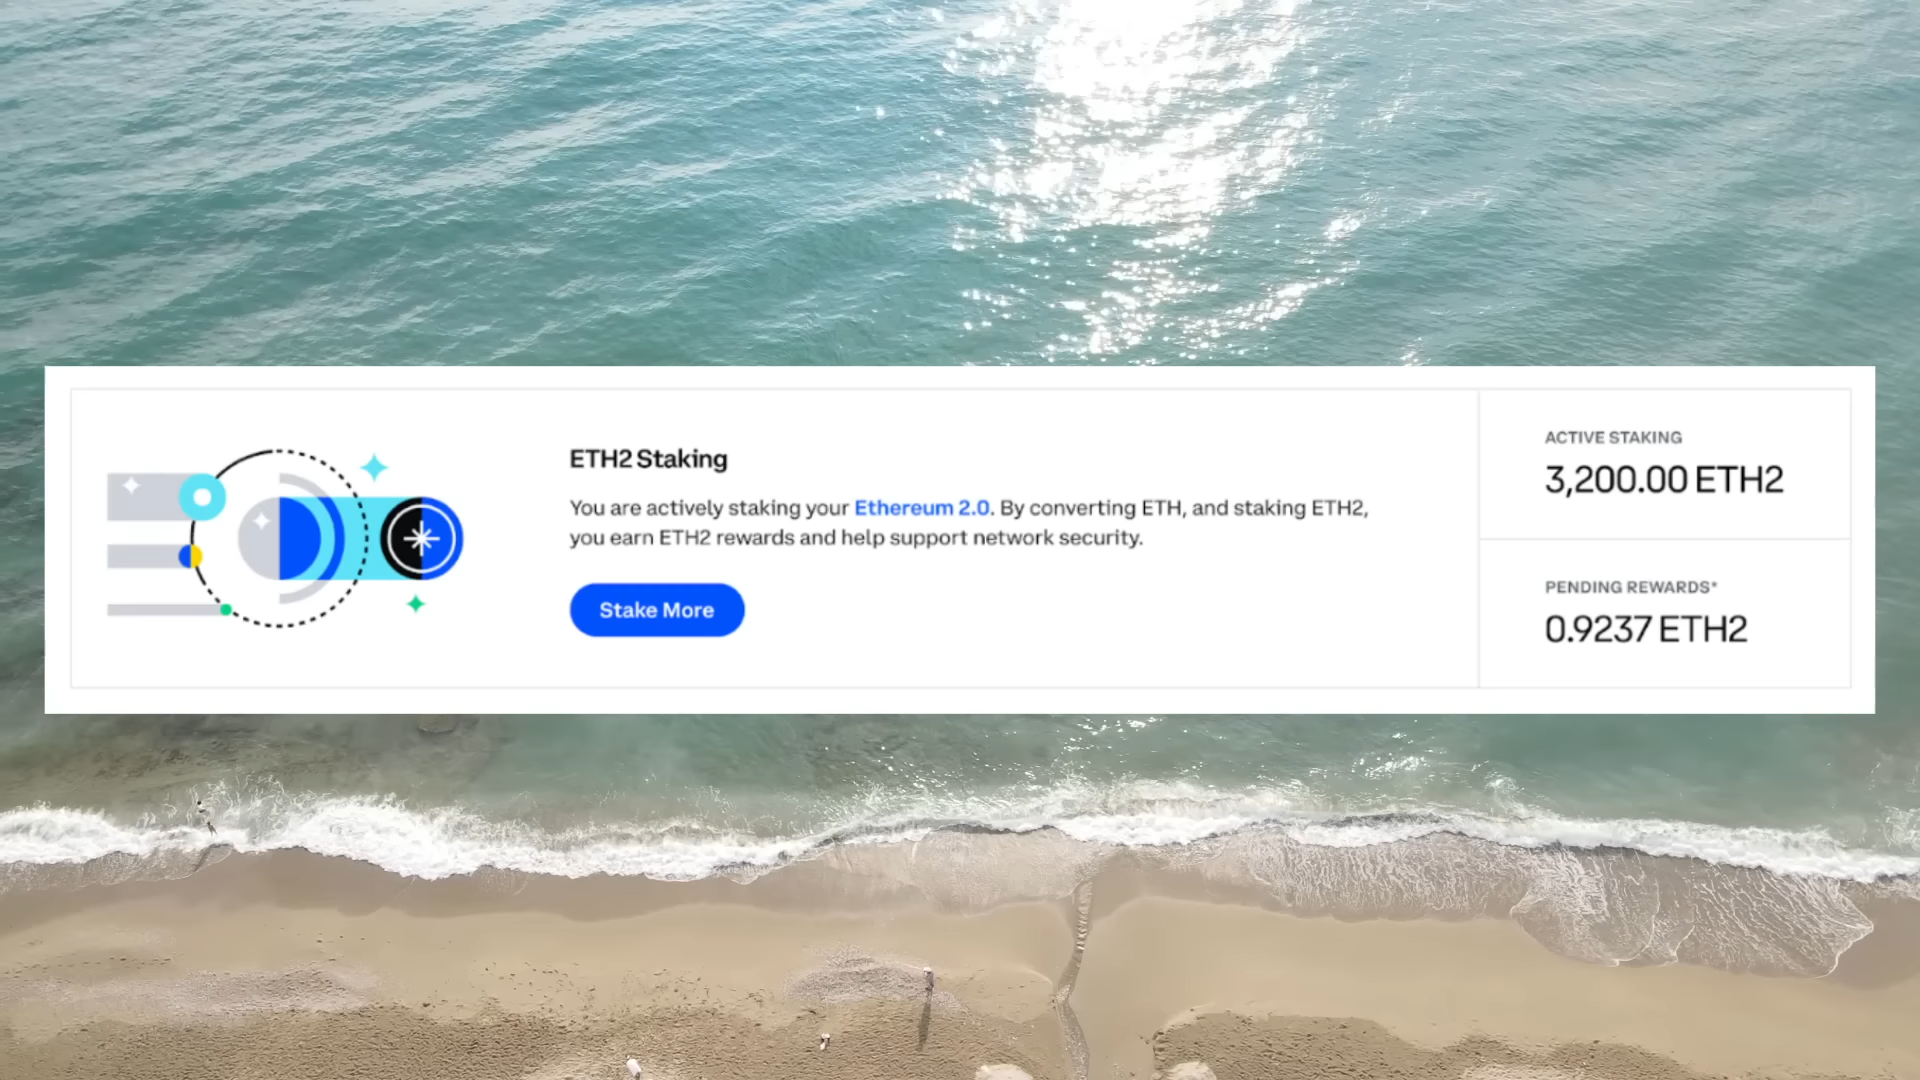 ETH2 Staking
You are actively staking your Ethereum 2.0. By converting ETH, and staking ETH2,
you earn ETH2 rewards and help support network security.
Stake More
ACTIVE STAKING
3,200.00 ETH2
PENDING REWARDS*
0.9237 ETH2